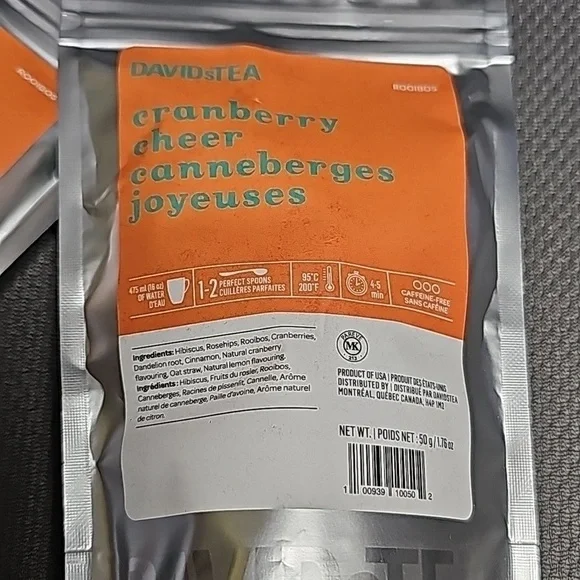 DAVIDsTEA
ROOIBOS
ROOIBOS
cranberry
cheer
canneberges
joyeuses
475 ml (16 oz)
OF WATER
D'EAU
1-2 PERFECT SPOONS
CUILLÈRES PARFAITES
95°C
200°F
4-5
min
CAFFEINE-FREE
SANS CAFÉINE
Ingredients: Hibiscus, Rosehips, Rooibos, Cranberries,
Dandelion root, Cinnamon, Natural cranberry
flavouring, Oat straw, Natural lemon flavouring.
Ingrédients : Hibiscus, Fruits du rosier, Rooibos,
Canneberges, Racines de pissenlit, Cannelle, Arôme
naturel de canneberge, Paille d'avoine, Arôme naturel
de citron.
PAREVE
MK
PRODUCT OF USA | PRODUIT DES ÉTATS-UNIS
DISTRIBUTED BY | DISTRIBUÉ PAR DAVIDSTEA
MONTRÉAL, QUÉBEC CANADA, H4P 1M2
NET WT. | POIDS NET : 50 g / 1.76 oz
1 00939 10050 2